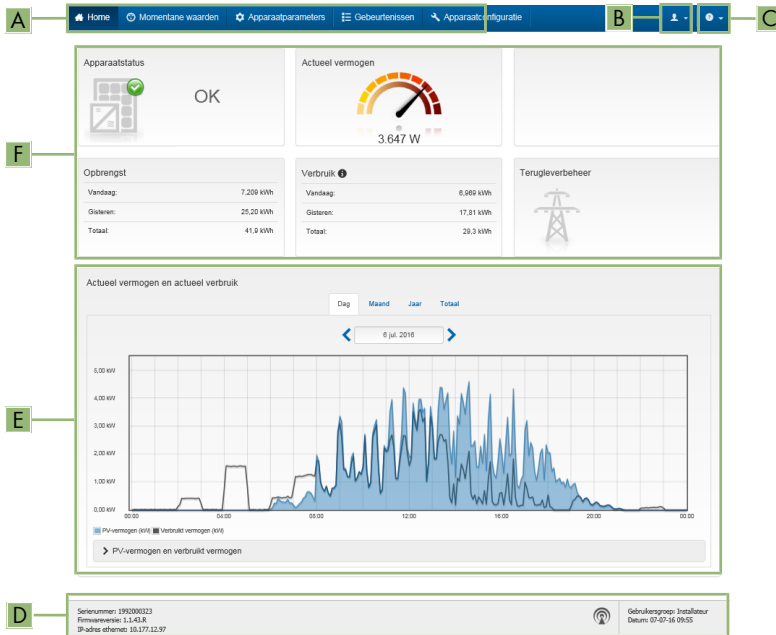 A
Home Momentane waarden Apparaatparameters Gebeurtenissen Apparaatconfiguratie
B
C
F
Apparaatstatus
OK
Actueel vermogen
3.647 W
Opbrengst
Vandaag: 7,209 kWh
Gisteren: 25,20 kWh
Totaal: 41,9 kWh
Verbruik
Vandaag: 6,969 kWh
Gisteren: 17,81 kWh
Totaal: 29,3 kWh
Terugleverbeheer
E
Actueel vermogen en actueel verbruik
Dag Maand Jaar Totaal
6 jul. 2016
5,00 kW
4,00 kW
3,00 kW
2,00 kW
1,00 kW
0,00 kW
00:00 04:00 08:00 12:00 16:00 20:00 00:00
PV-vermogen (kW) Verbruikt vermogen (kW)
PV-vermogen en verbruikt vermogen
D
Serienummer: 1992000323
Firmwareversie: 1.1.43.R
IP-adres ethernet: 10.177.12.97
Gebruikersgroep: Installateur
Datum: 07-07-16 09:55